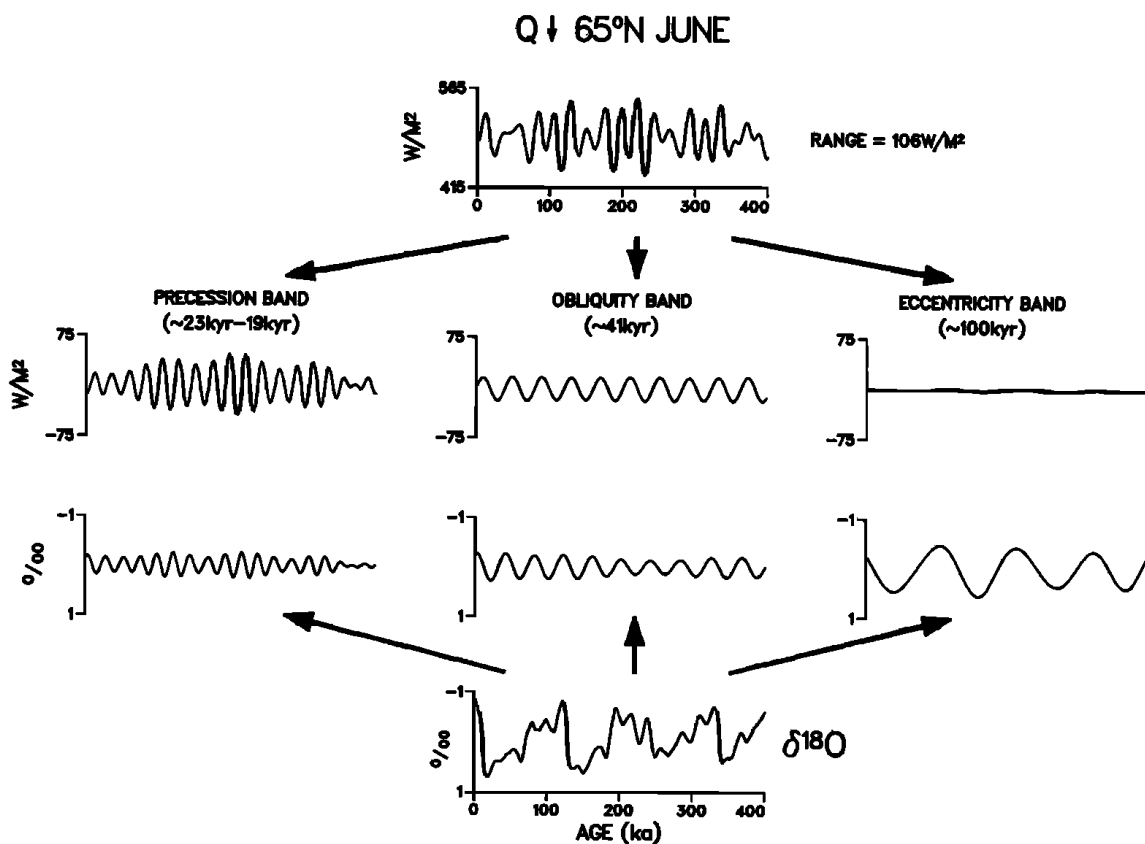 Q↓ 65°N JUNE
565
W/M²
RANGE = 106W/M²
415
0 100 200 300 400
PRECESSION BAND
(~23kyr–19kyr)
OBLIQUITY BAND
(~41kyr)
ECCENTRICITY BAND
(~100kyr)
75 75 75
W/M²
-75 -75 -75
-1 -1 -1
o/oo
1 1 1
-1
o/oo
δ18O
1
0 100 200 300 400
AGE (ka)